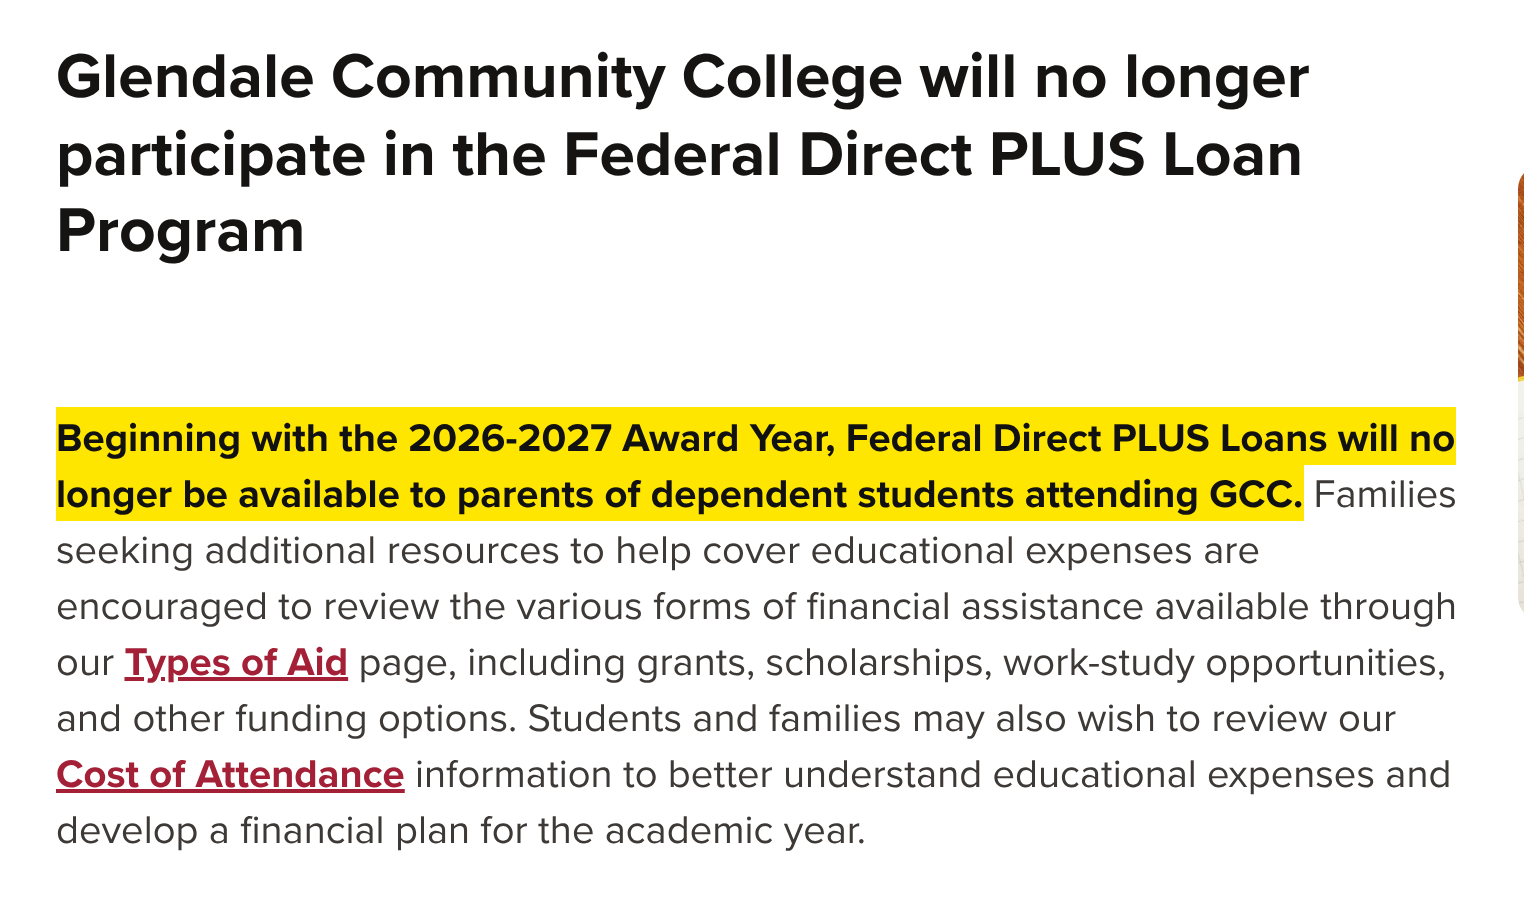 Glendale Community College will no longer
participate in the Federal Direct PLUS Loan
Program
Beginning with the 2026-2027 Award Year, Federal Direct PLUS Loans will no
longer be available to parents of dependent students attending GCC. Families
seeking additional resources to help cover educational expenses are
encouraged to review the various forms of financial assistance available through
our Types of Aid page, including grants, scholarships, work-study opportunities,
and other funding options. Students and families may also wish to review our
Cost of Attendance information to better understand educational expenses and
develop a financial plan for the academic year.